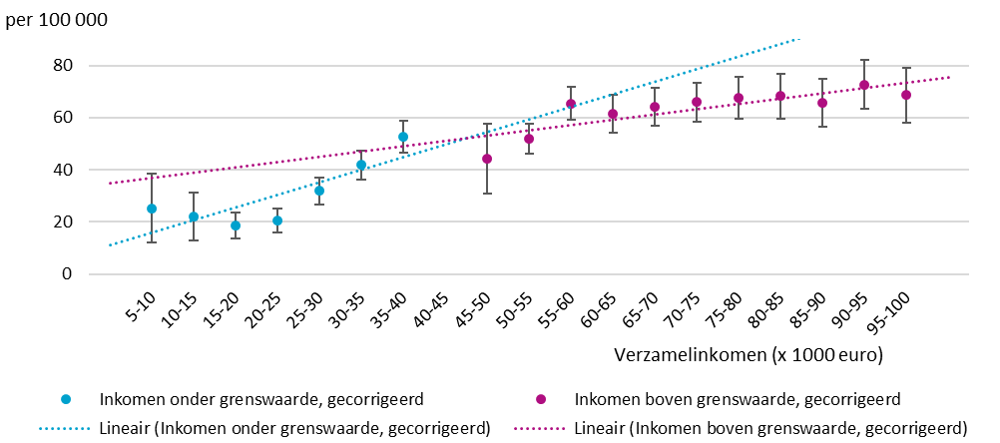 per 100 000
80
60
40
20
0
5-10 10-15 15-20 20-25 25-30 30-35 35-40 40-45 45-50 50-55 55-60 60-65 65-70 70-75 75-80 80-85 85-90 90-95 95-100
Verzamelinkomen (x 1000 euro)
Inkomen onder grenswaarde, gecorrigeerd Inkomen boven grenswaarde, gecorrigeerd
Lineair (Inkomen onder grenswaarde, gecorrigeerd) Lineair (Inkomen boven grenswaarde, gecorrigeerd)